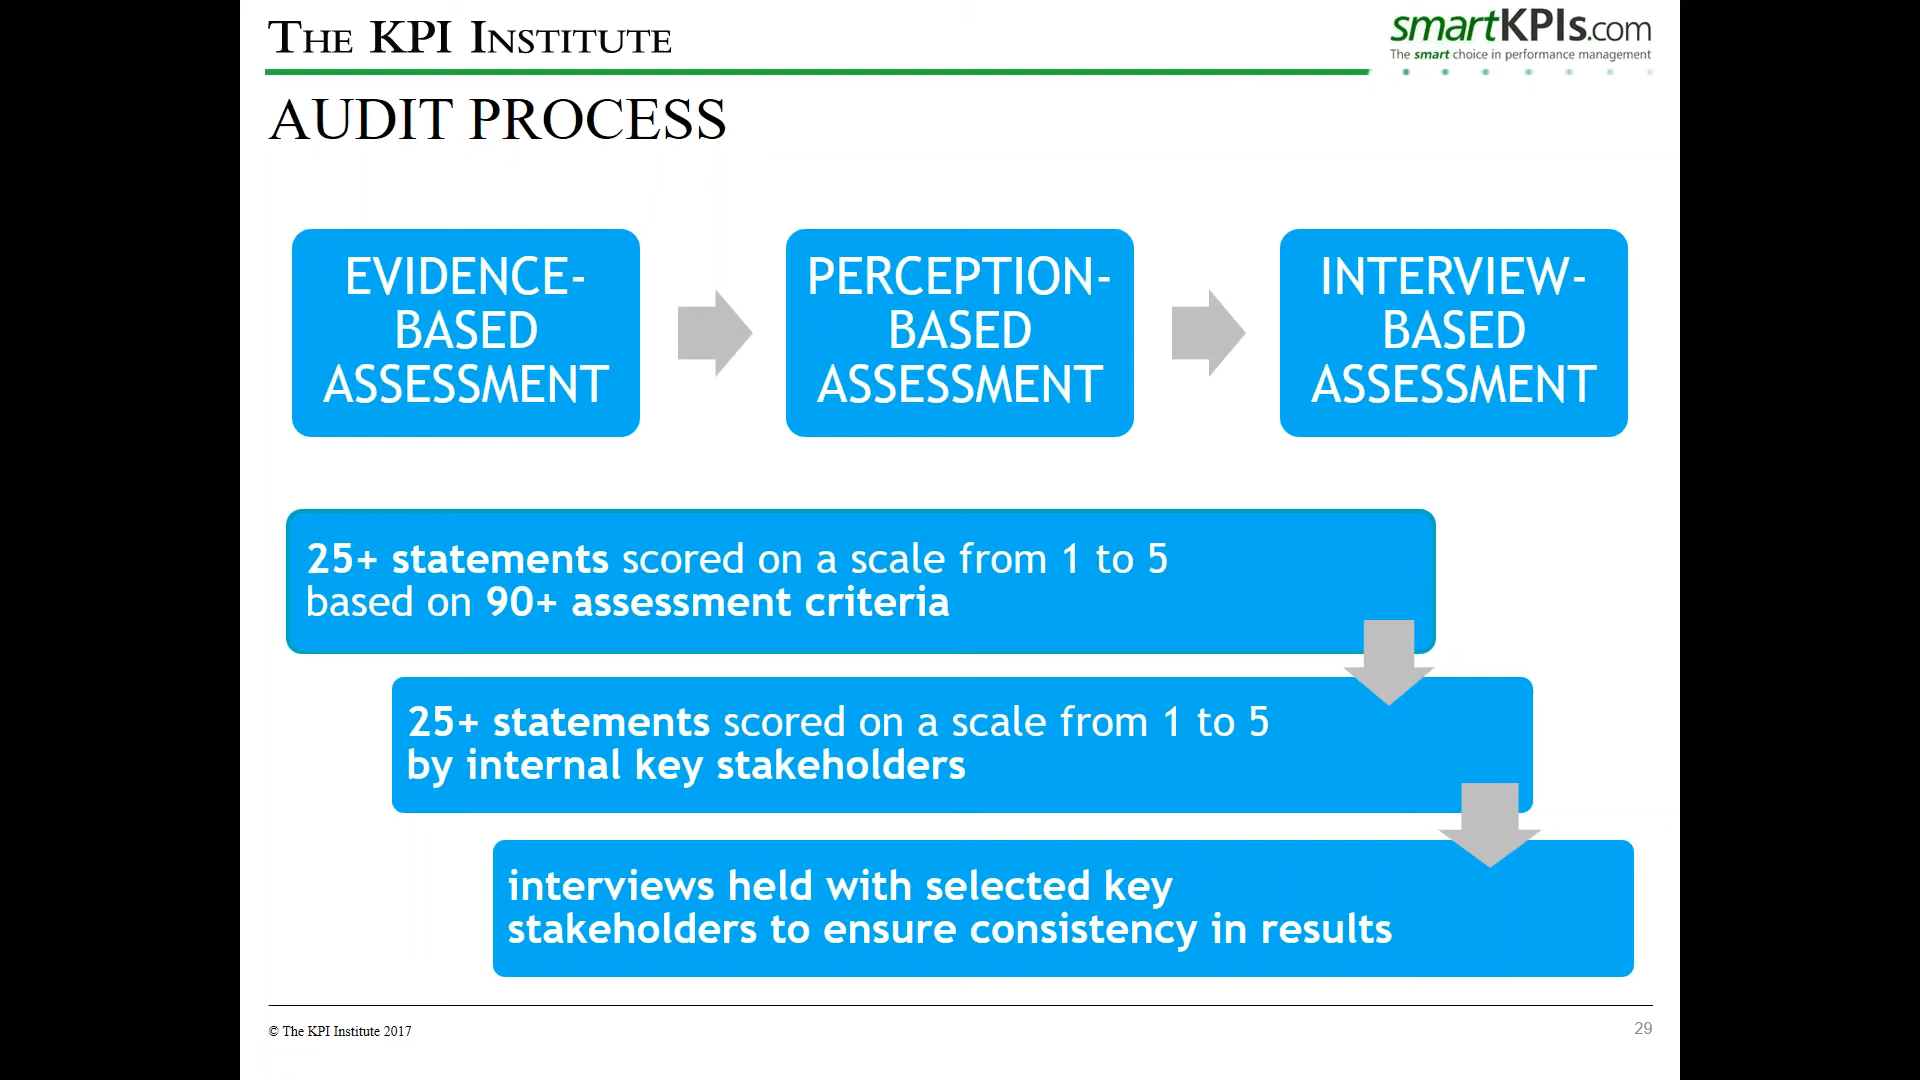 THE KPI INSTITUTE
smartKPIs.com
The smart choice in performance management
AUDIT PROCESS
EVIDENCE-
BASED
ASSESSMENT
PERCEPTION-
BASED
ASSESSMENT
INTERVIEW-
BASED
ASSESSMENT
25+ statements scored on a scale from 1 to 5
based on 90+ assessment criteria
25+ statements scored on a scale from 1 to 5
by internal key stakeholders
interviews held with selected key
stakeholders to ensure consistency in results
© The KPI Institute 2017
29